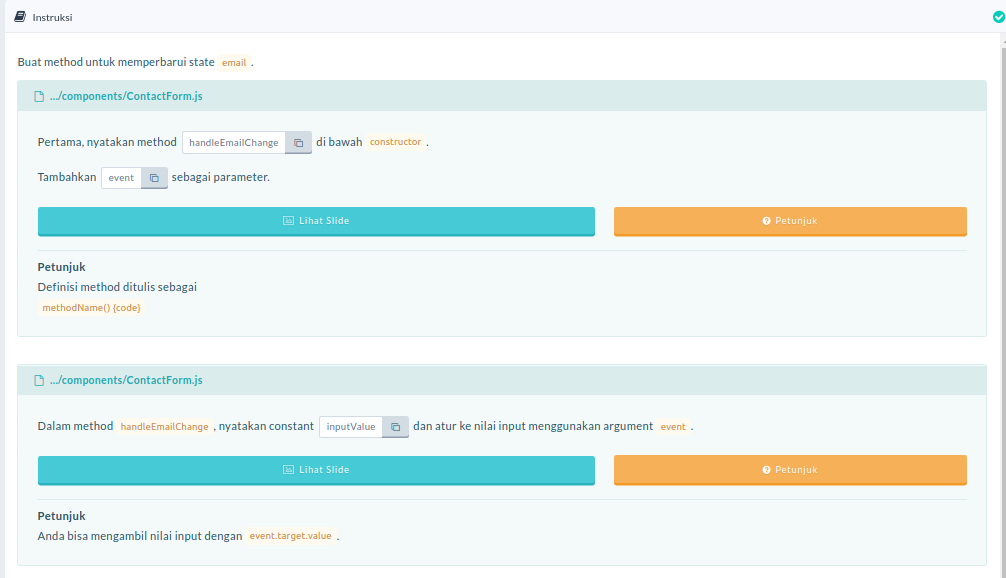 Instruksi
Buat method untuk memperbarui state email .
.../components/ContactForm.js
Pertama, nyatakan method handleEmailChange di bawah constructor .
Tambahkan event sebagai parameter.
Lihat Slide
Petunjuk
Petunjuk
Definisi method ditulis sebagai
methodName() {code}
.../components/ContactForm.js
Dalam method handleEmailChange , nyatakan constant inputValue dan atur ke nilai input menggunakan argument event .
Lihat Slide
Petunjuk
Petunjuk
Anda bisa mengambil nilai input dengan event.target.value .